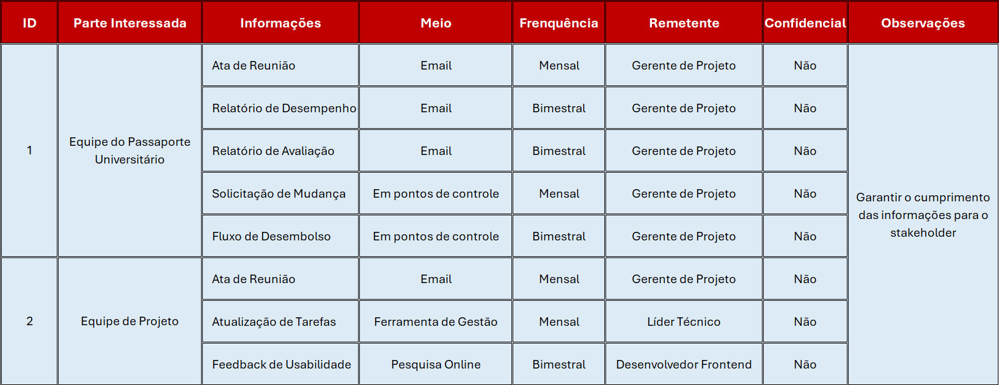 ID Parte Interessada Informações Meio Frenquência Remetente Confidencial Observações
1 Equipe do Passaporte
Universitário
Ata de Reunião Email Mensal Gerente de Projeto Não
Relatório de Desempenho Email Bimestral Gerente de Projeto Não
Relatório de Avaliação Email Bimestral Gerente de Projeto Não
Solicitação de Mudança Em pontos de controle Mensal Gerente de Projeto Não
Fluxo de Desembolso Em pontos de controle Bimestral Gerente de Projeto Não
2 Equipe de Projeto
Ata de Reunião Email Mensal Gerente de Projeto Não
Atualização de Tarefas Ferramenta de Gestão Mensal Líder Técnico Não
Feedback de Usabilidade Pesquisa Online Bimestral Desenvolvedor Frontend Não
Garantir o cumprimento
das informações para o
stakeholder